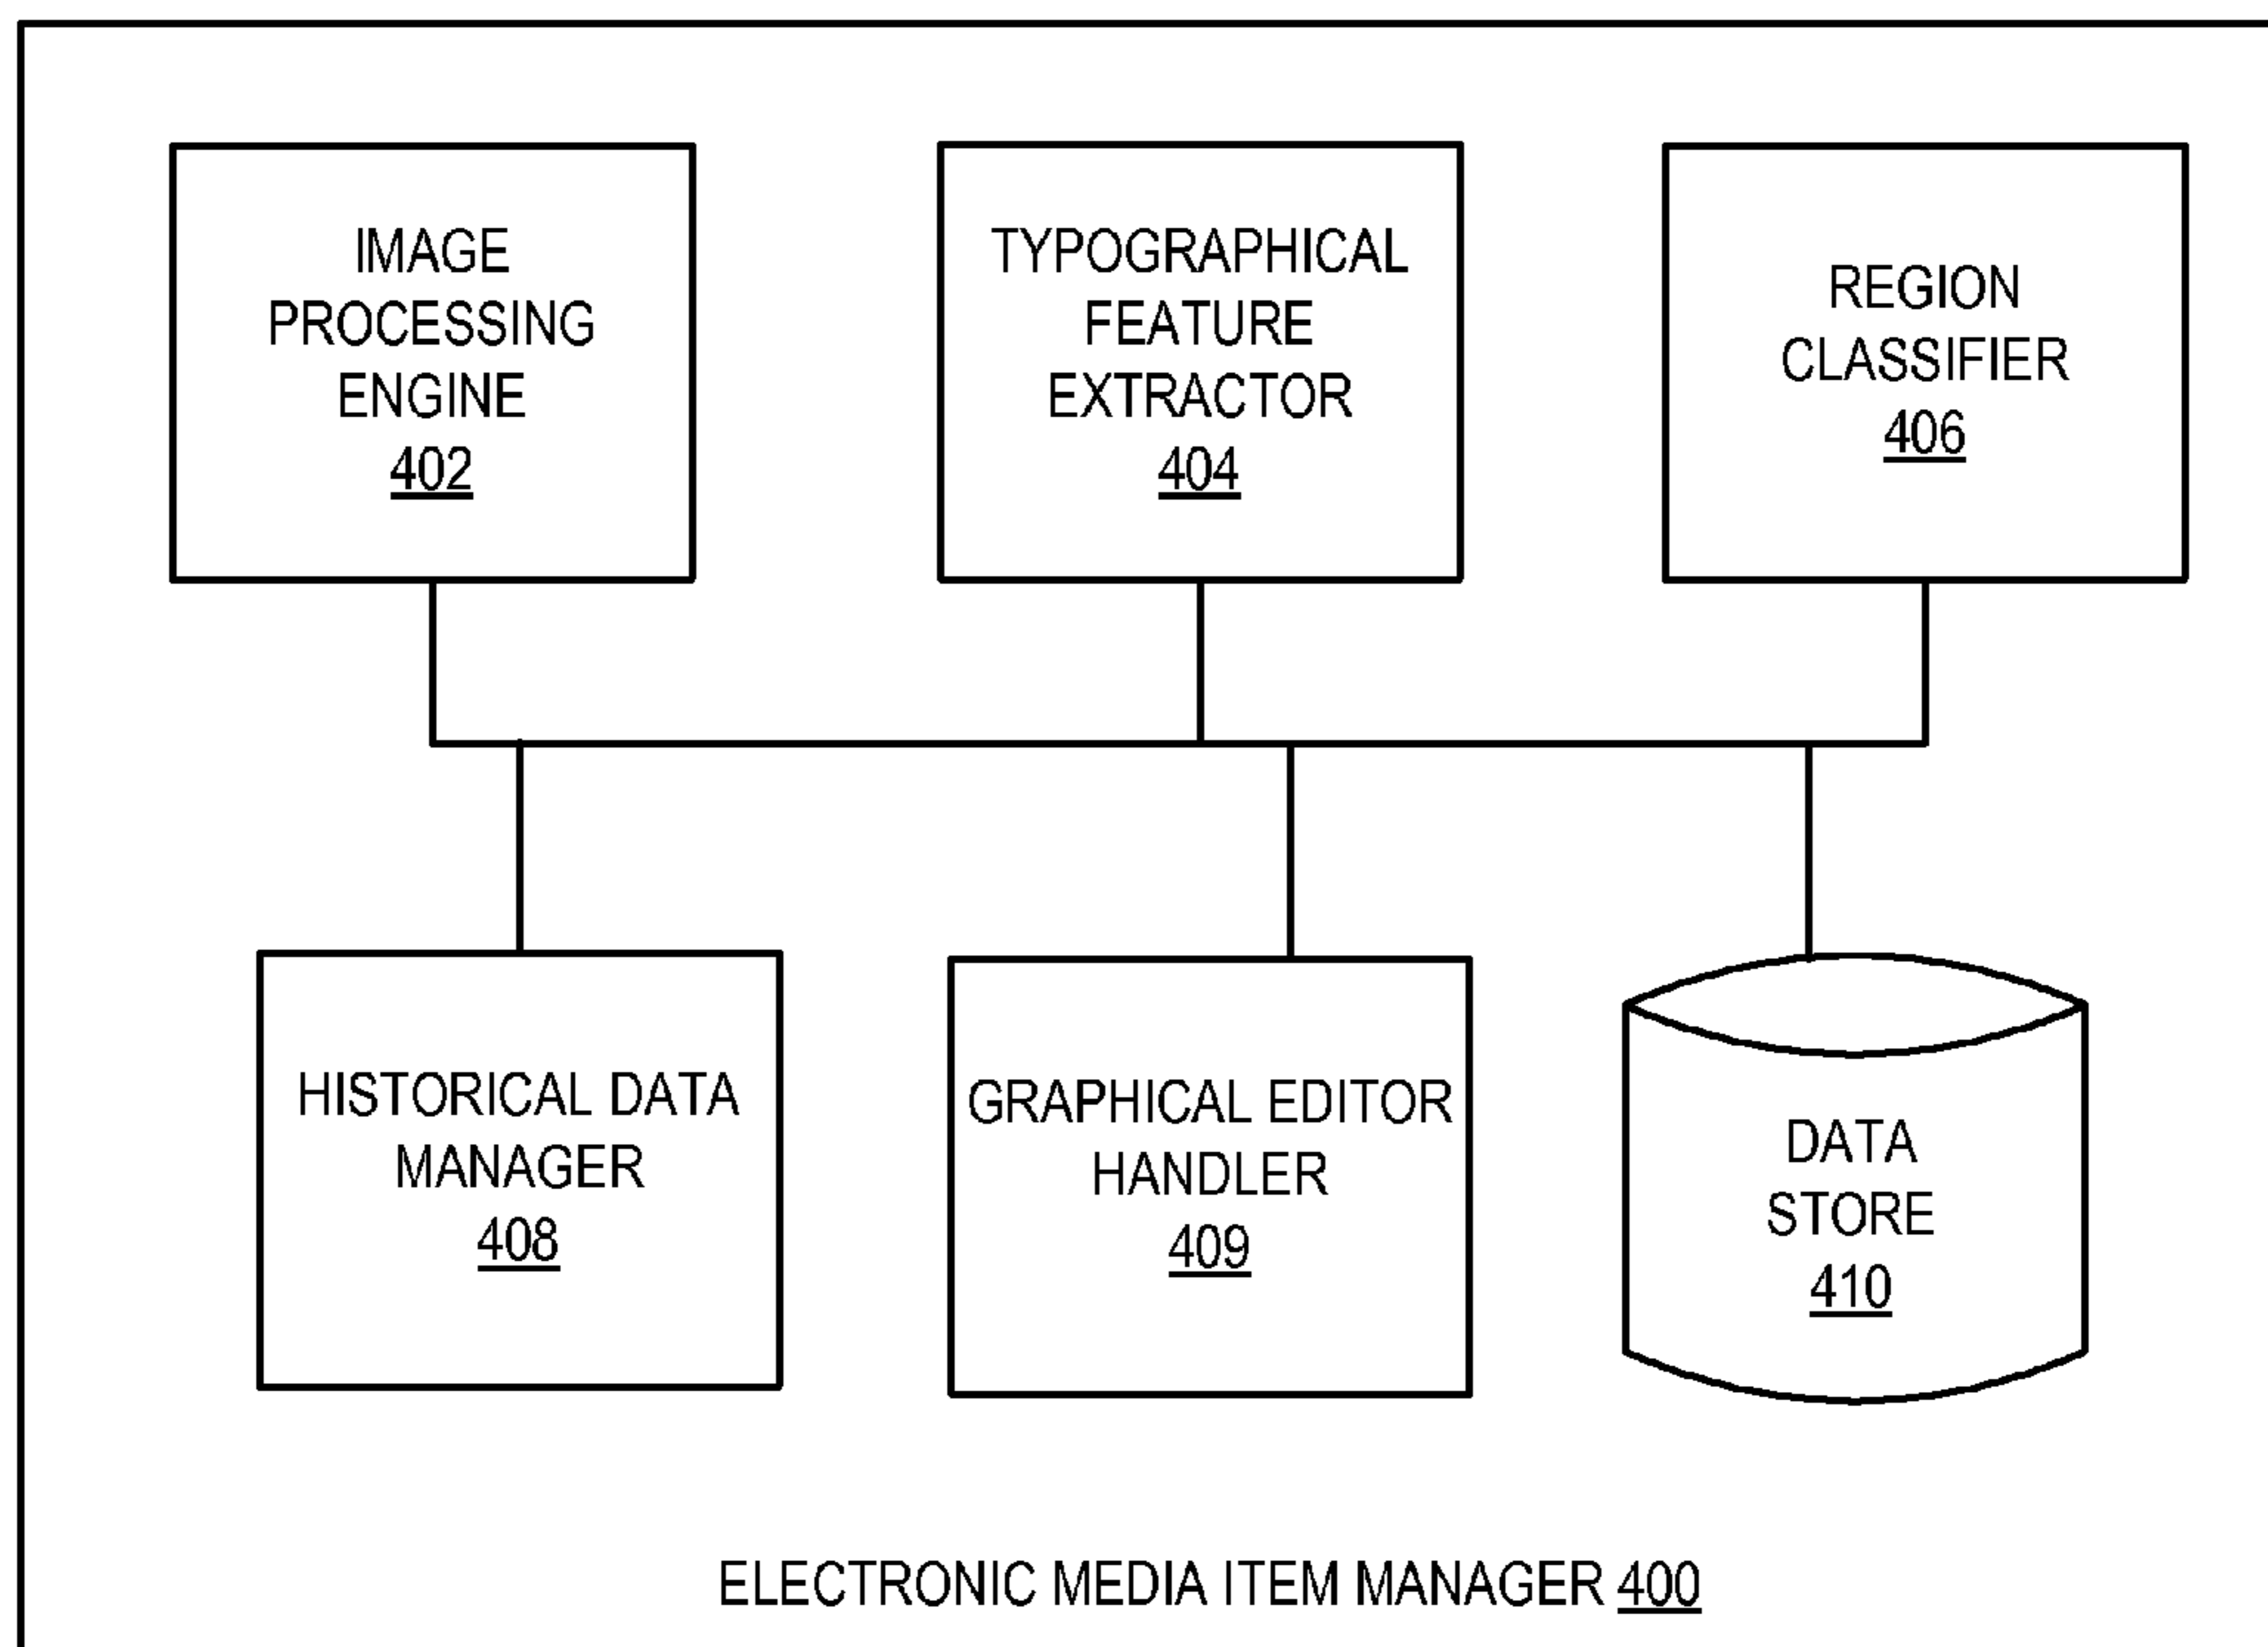 IMAGE
PROCESSING
ENGINE
402
TYPOGRAPHICAL
FEATURE
EXTRACTOR
404
REGION
CLASSIFIER
406
HISTORICAL DATA
MANAGER
408
GRAPHICAL EDITOR
HANDLER
409
DATA
STORE
410
ELECTRONIC MEDIA ITEM MANAGER 400